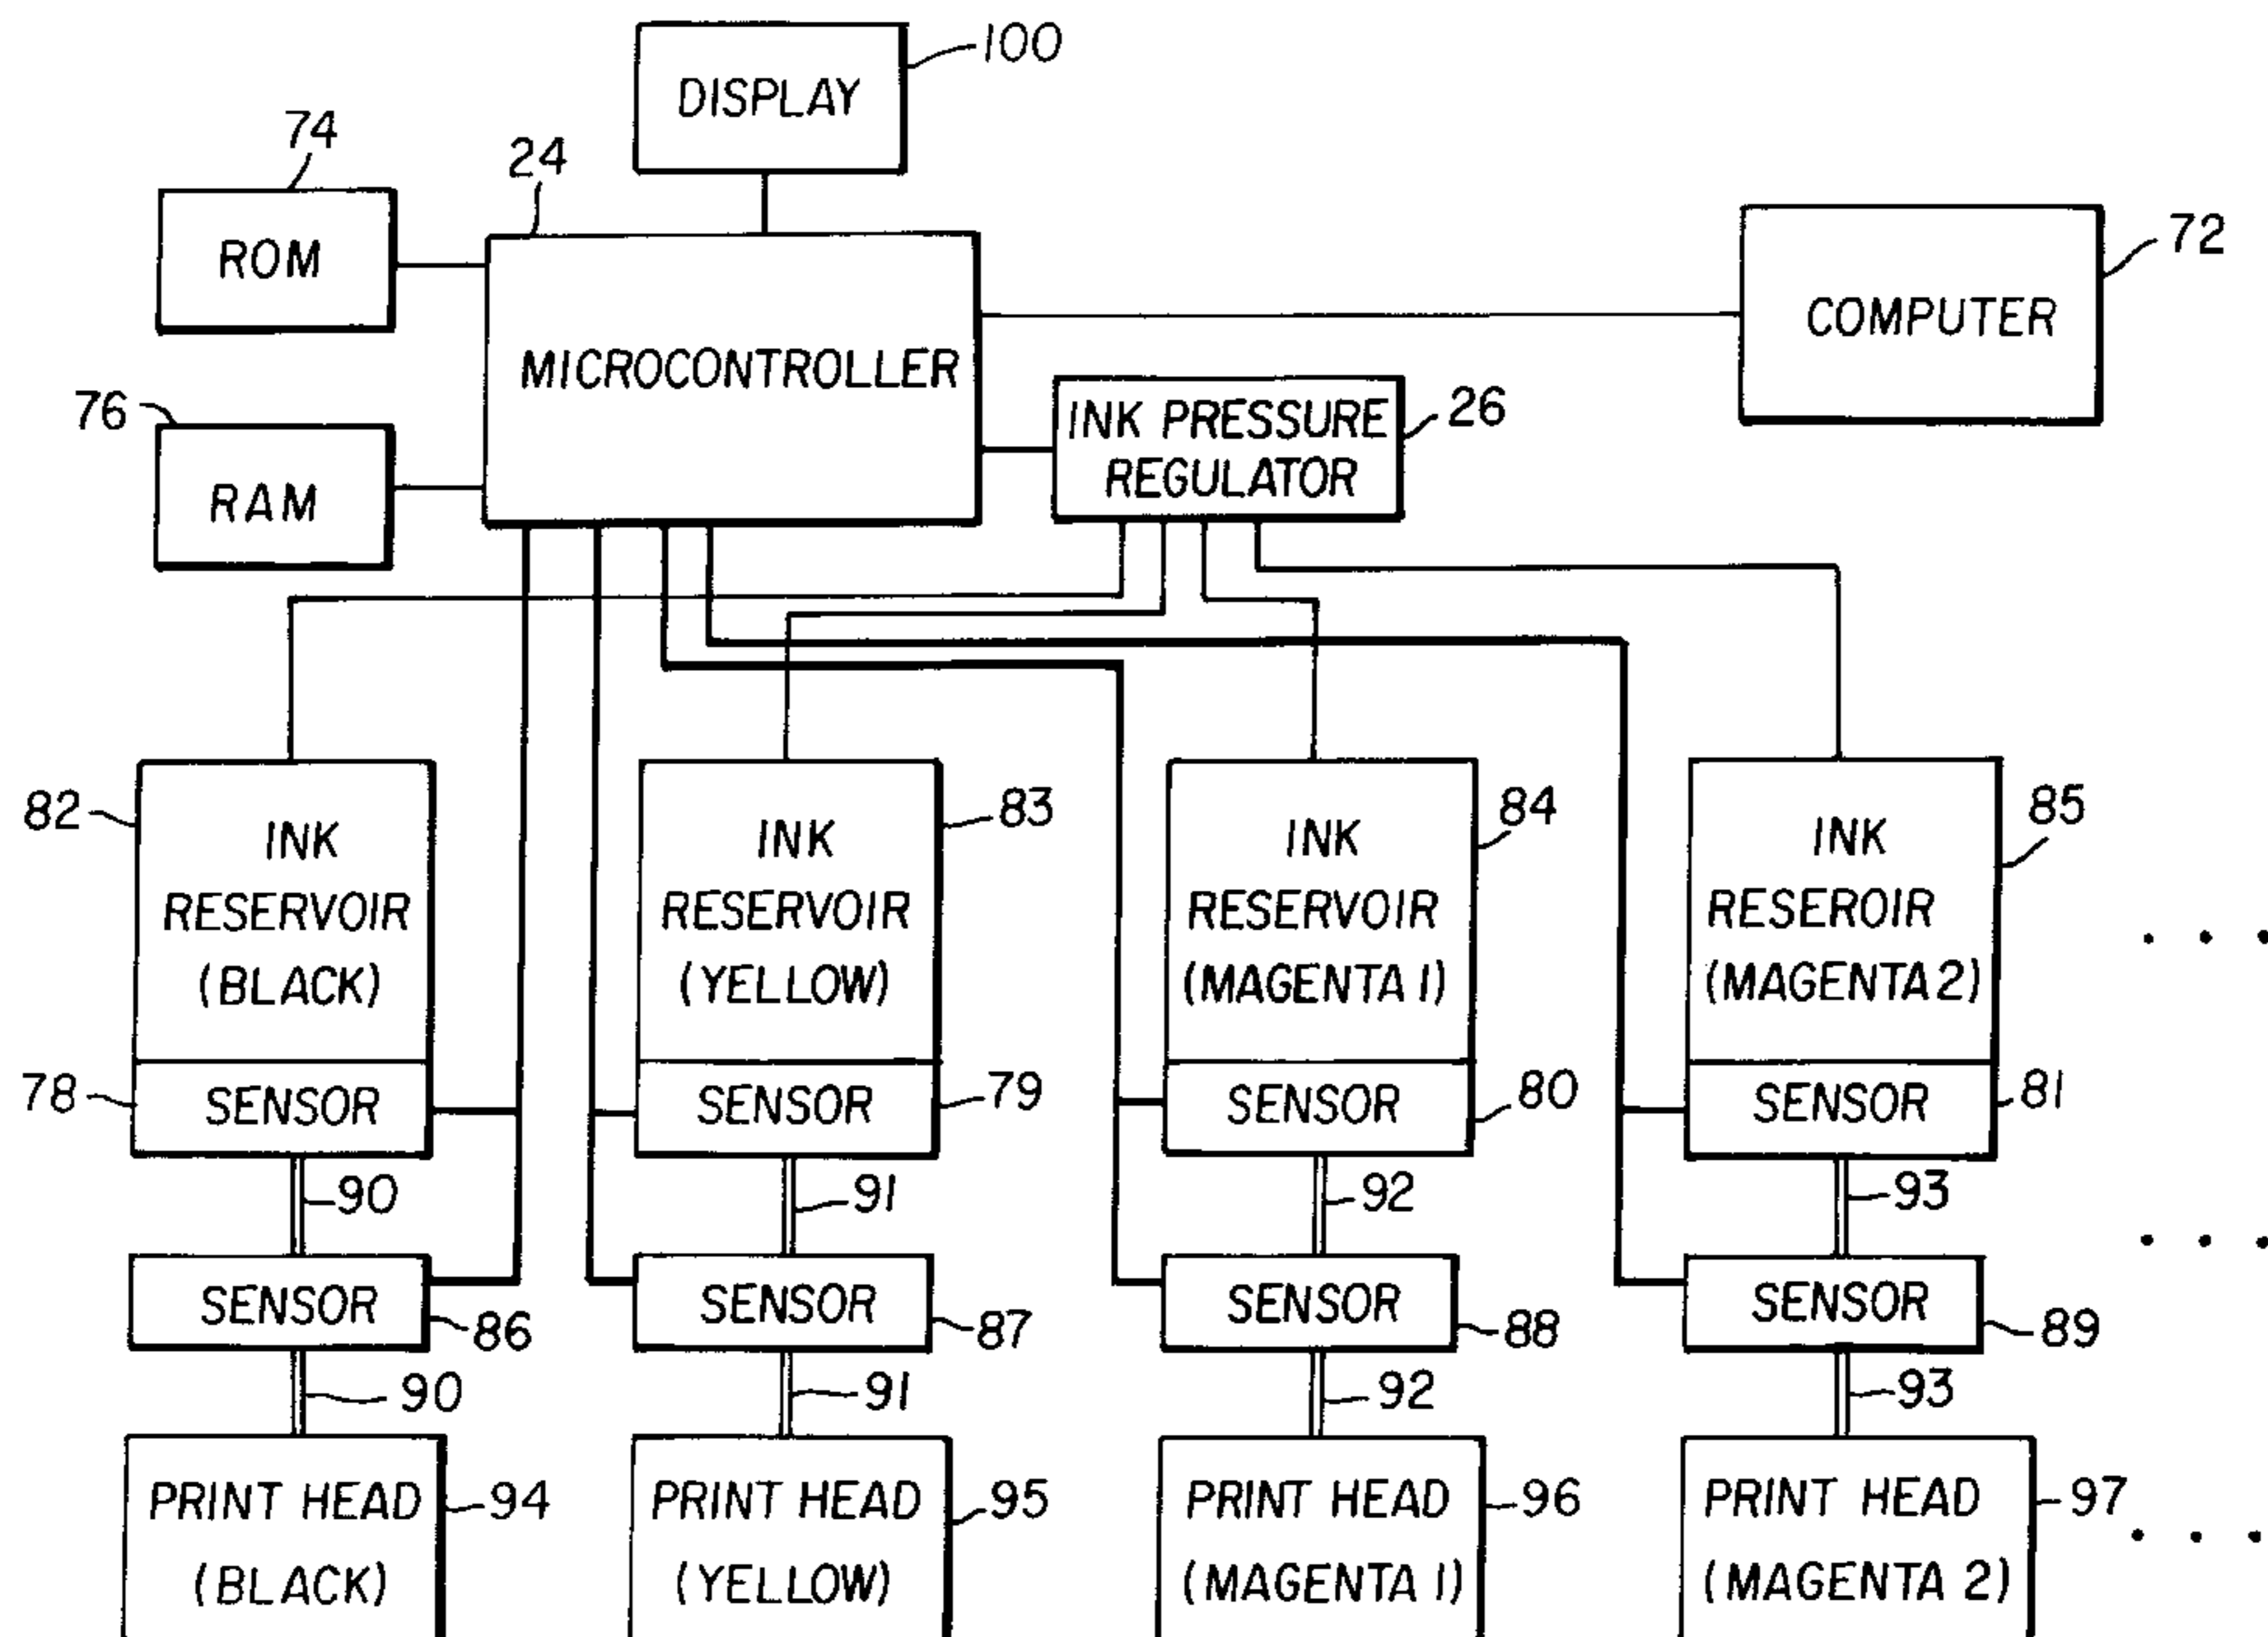 100
DISPLAY
74
24
ROM
72
COMPUTER
MICROCONTROLLER
76
INK PRESSURE
REGULATOR
26
RAM
82
INK
RESERVOIR
(BLACK)
83
INK
RESERVOIR
(YELLOW)
84
INK
RESERVOIR
(MAGENTA 1)
85
INK
RESEROIR
(MAGENTA 2)
. . .
78
SENSOR
SENSOR
79
SENSOR
80
SENSOR
81
90
91
92
93
. . .
SENSOR
86
SENSOR
87
SENSOR
88
SENSOR
89
90
91
92
93
PRINT HEAD
(BLACK)
94
PRINT HEAD
(YELLOW)
95
PRINT HEAD
(MAGENTA 1)
96
PRINT HEAD
(MAGENTA 2)
97
. . .